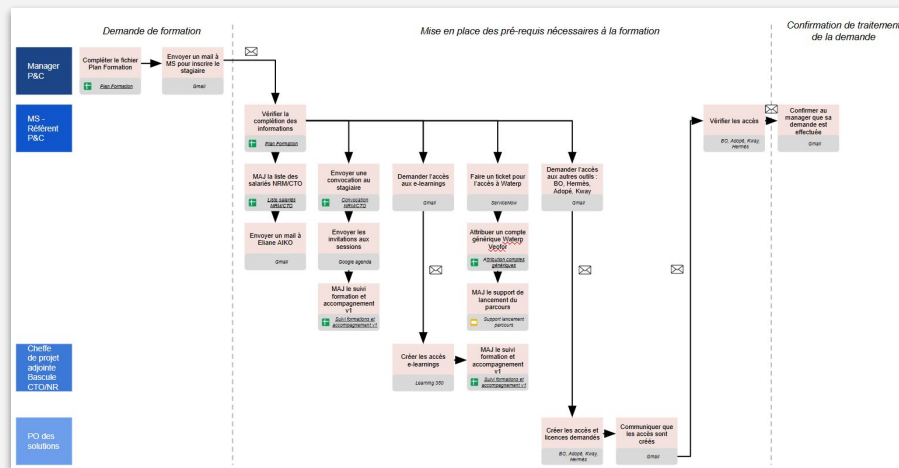 Demande de formation
Mise en place des pré-requis nécessaires à la formation
Confirmation de traitement
de la demande
Manager
P&C
Compléter le fichier
Plan Formation
Plan Formation
Envoyer un mail à
MS pour inscrire le
stagiaire
Gmail
MS -
Référent
P&C
Vérifier la
complétion des
informations
Plan Formation
Vérifier les accès
BO, Adopé, Kway,
Hermès
Confirmer au
manager que sa
demande est
effectuée
Gmail
MAJ la liste des
salariés NRM/CTO
Liste salariés
NRM/CTO
Envoyer une
convocation au
stagiaire
Convocation
NRM/CTO
Demander l'accès
aux e-learnings
Gmail
Faire un ticket pour
l'accès à Waterp
ServiceNow
Demander l'accès
aux autres outils :
BO, Hermès,
Adopé, Kway
Gmail
Envoyer un mail à
Eliane AIKO
Gmail
Envoyer les
invitations aux
sessions
Google agenda
Attribuer un compte
générique Waterp
Veofor
Attribution comptes
génériques
MAJ le suivi
formation et
accompagnement
v1
Suivi formations et
accompagnement v1
MAJ le support de
lancement du
parcours
Support lancement
parcours
Cheffe
de projet
adjointe
Bascule
CTO/NR
Créer les accès
e-learnings
Learning 360
MAJ le suivi
formation et
accompagnement
v1
Suivi formations et
accompagnement v1
PO des
solutions
Créer les accès et
licences demandés
BO, Adopé, Kway,
Hermès
Communiquer que
les accès sont
créés
Gmail